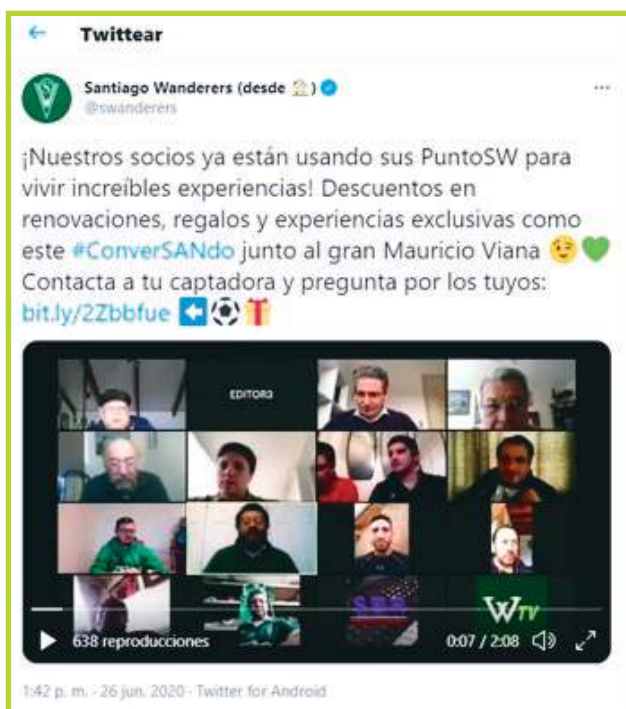 Twittear
Santiago Wanderers (desde 🏠)
@swanderers
¡Nuestros socios ya están usando sus PuntoSW para
vivir increíbles experiencias! Descuentos en
renovaciones, regalos y experiencias exclusivas como
este #ConverSANdo junto al gran Mauricio Viana 😉💚
Contacta a tu captadora y pregunta por los tuyos:
bit.ly/2Zbbfue ⬅️⚽🎁
EDITOR3
SBS
W TV
638 reproducciones
0:07 / 2:08
1:42 p. m. · 26 jun. 2020 · Twitter for Android